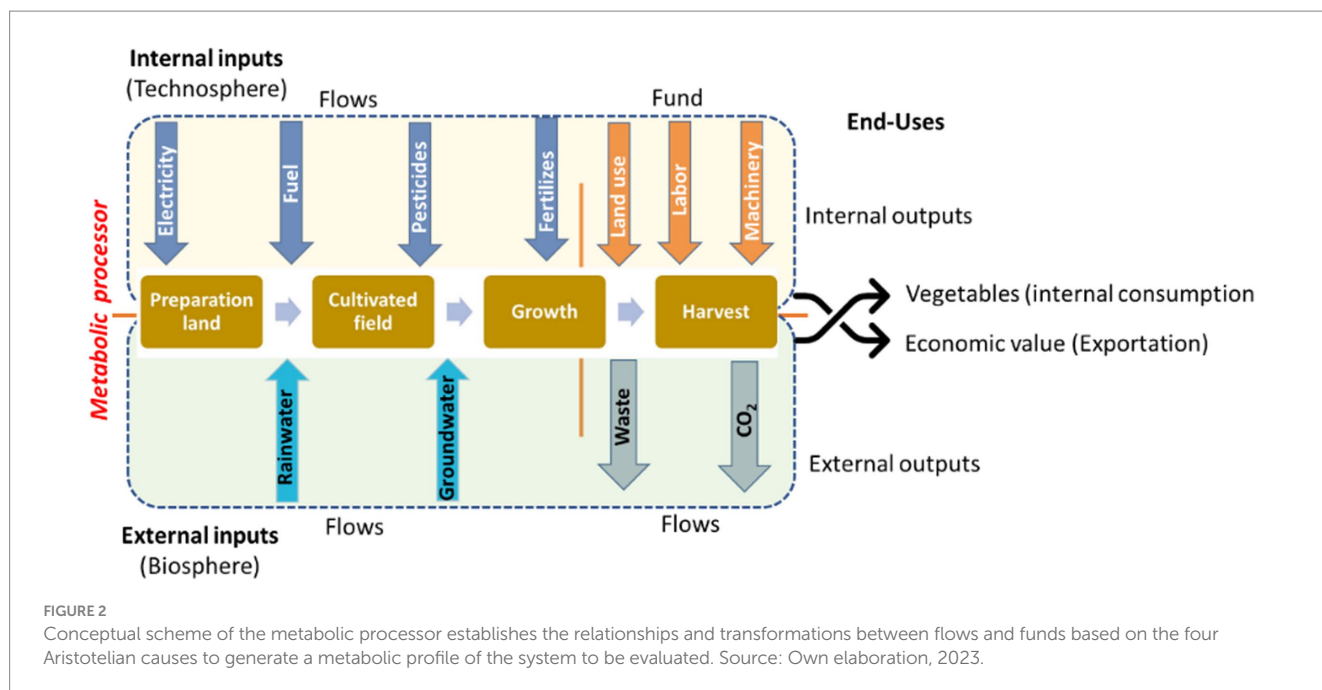 Internal inputs
(Technosphere)
Flows
Fund
End-Uses
Electricity
Fuel
Pesticides
Fertilizes
Land use
Labor
Machinery
Internal outputs
Metabolic processor
Preparation
land
Cultivated
field
Growth
Harvest
Vegetables (internal consumption
Economic value (Exportation)
Rainwater
Groundwater
Waste
CO₂
External outputs
External inputs
(Biosphere)
Flows
Flows
FIGURE 2
Conceptual scheme of the metabolic processor establishes the relationships and transformations between flows and funds based on the four
Aristotelian causes to generate a metabolic profile of the system to be evaluated. Source: Own elaboration, 2023.